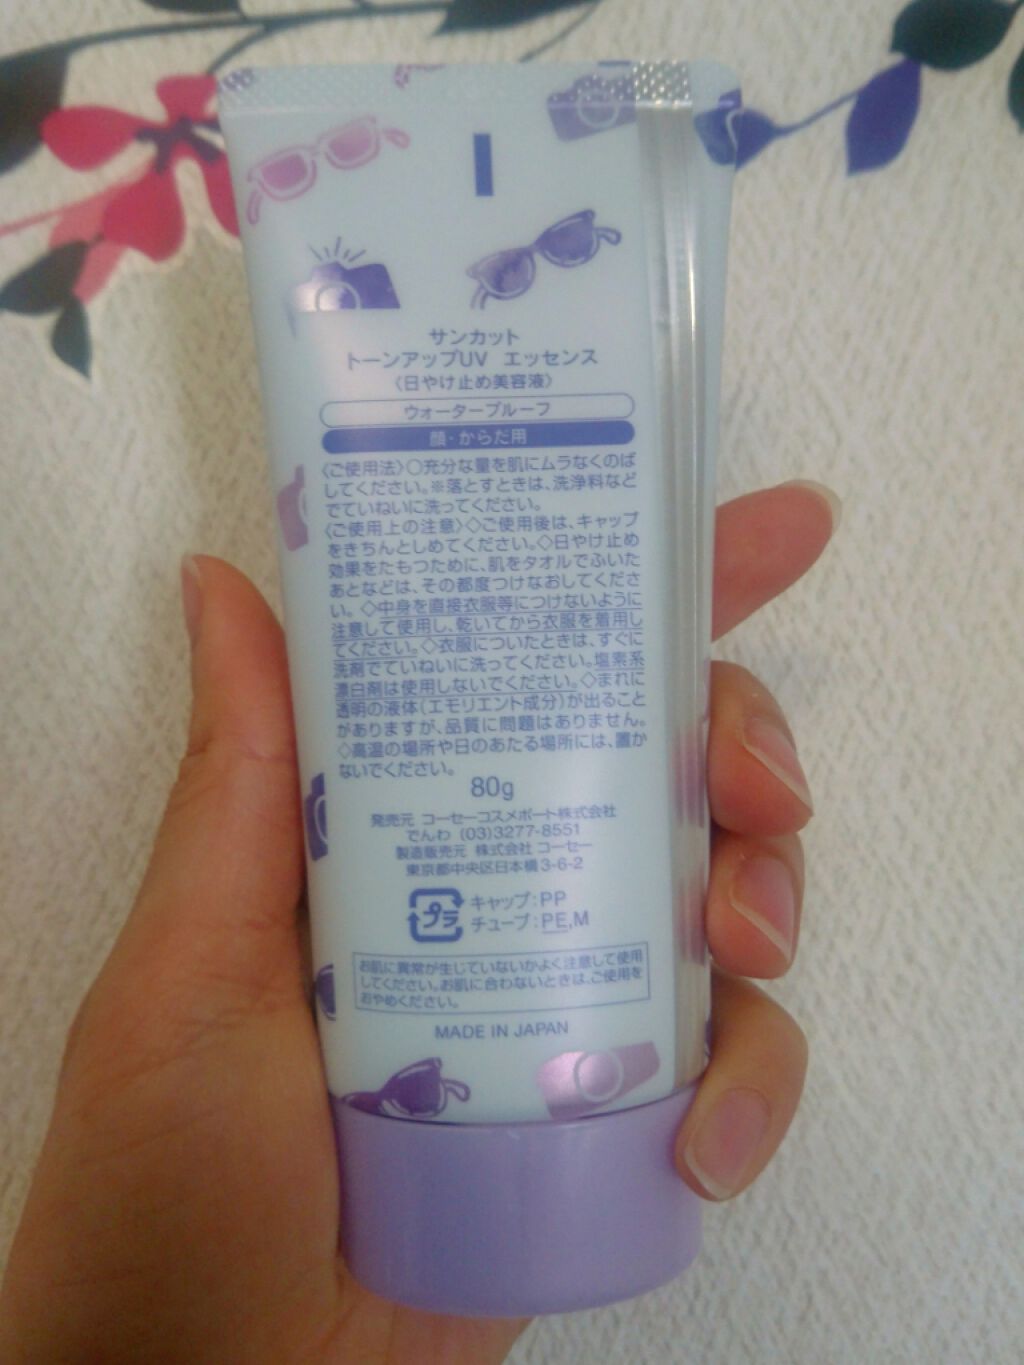 サンカット
トーンアップUV エッセンス
〈日やけ止め美容液〉
ウォータープルーフ
顔・からだ用
〈ご使用法〉○充分な量を肌にムラなくのば
してください。※落とすときは、洗浄料など
でていねいに洗ってください。
〈ご使用上の注意〉◇ご使用後は、キャップ
をきちんとしめてください。◇日やけ止め
効果をたもつために、肌をタオルでふいた
あとなどは、その都度つけなおしてくださ
い。◇中身を直接衣服等につけないように
注意して使用し、乾いてから衣服を着用し
てください。◇衣服についたときは、すぐに
洗剤でていねいに洗ってください。塩素系
漂白剤は使用しないでください。◇まれに
透明の液体(エモリエント成分)が出ること
がありますが、品質に問題はありません。
◇高温の場所や日のあたる場所には、置か
ないでください。
80g
発売元 コーセーコスメポート株式会社
でんわ (03)3277-8551
製造販売元 株式会社 コーセー
東京都中央区日本橋3-6-2
プラ キャップ:PP
チューブ:PE,M
お肌に異常が生じていないかよく注意して使用
してください。お肌に合わないときは、ご使用を
おやめください。
MADE IN JAPAN